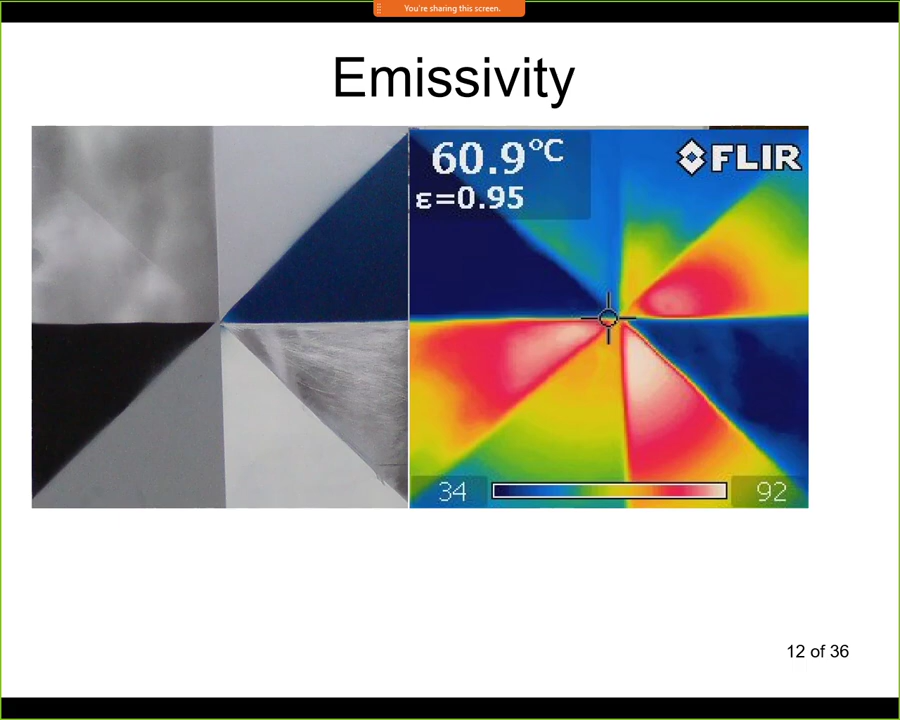 You're sharing this screen.
Emissivity
60.9°C
ε=0.95
FLIR
34
92
12 of 36